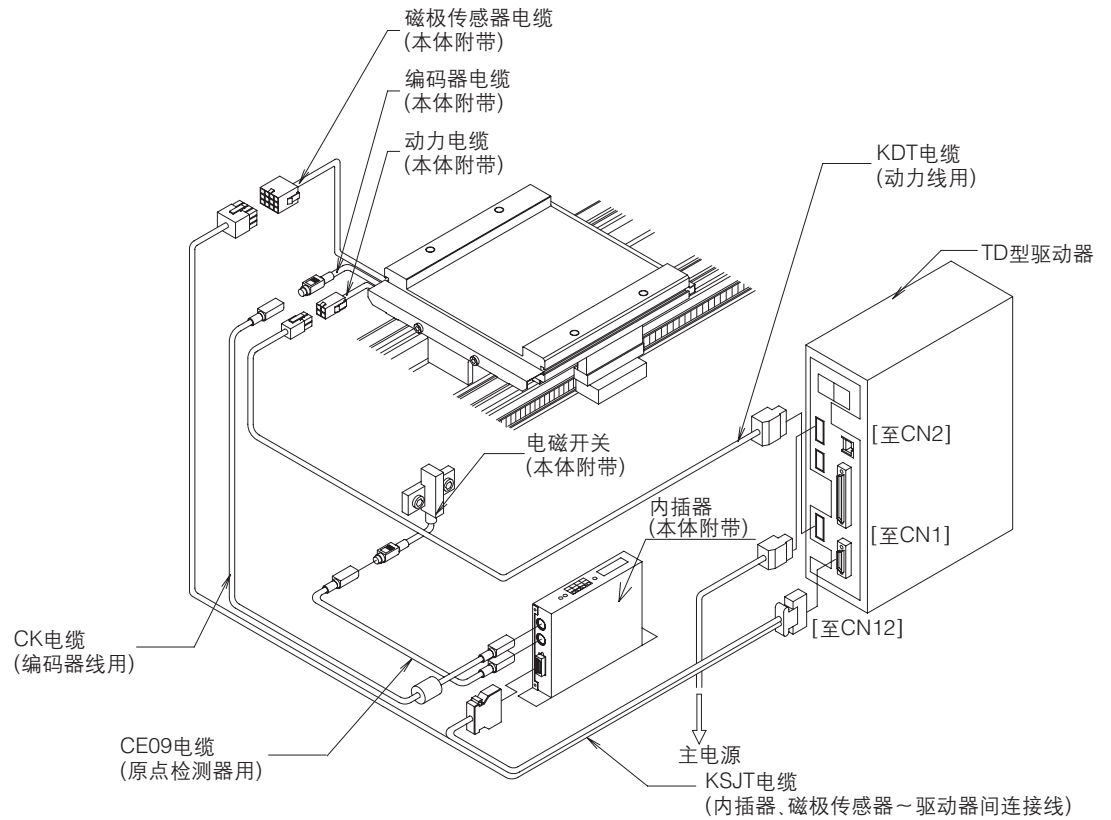 磁极传感器电缆
(本体附带)
编码器电缆
(本体附带)
动力电缆
(本体附带)
KDT电缆
(动力线用)
TD型驱动器
[至CN2]
电磁开关
(本体附带)
内插器
(本体附带)
[至CN1]
[至CN12]
CK电缆
(编码器线用)
CE09电缆
(原点检测器用)
主电源
KSJT电缆
(内插器、磁极传感器～驱动器间连接线)